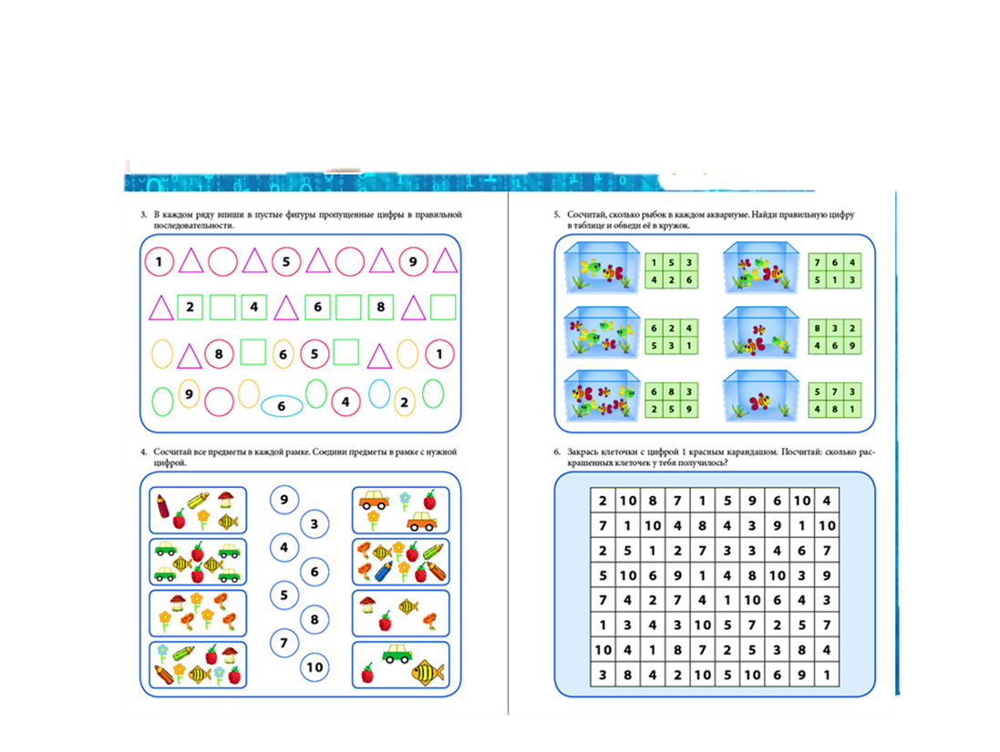 3. В каждом ряду впиши в пустые фигуры пропущенные цифры в правильной
последовательности.
1 5 9
2 4 6 8
8 6 5 1
9 6 4 2
4. Сосчитай все предметы в каждой рамке. Соедини предметы в рамке с нужной
цифрой.
9
3
4
6
5
8
7
10
5. Сосчитай, сколько рыбок в каждом аквариуме. Найди правильную цифру
в таблице и обведи её в кружок.
1 5 3 7 6 4
4 2 6 5 1 3
6 2 4 8 3 2
5 3 1 4 6 9
6 8 3 5 7 3
2 5 9 4 8 1
6. Закрась клеточки с цифрой 1 красным карандашом. Посчитай: сколько рас-
крашенных клеточек у тебя получилось?
2 10 8 7 1 5 9 6 10 4
7 1 10 4 8 4 3 9 1 10
2 5 1 2 7 3 3 4 6 7
5 10 6 9 1 4 8 10 3 9
7 4 2 7 4 1 10 6 4 3
1 3 4 3 10 5 7 2 5 7
10 4 1 8 7 2 5 3 8 4
3 8 4 2 10 5 10 6 9 1